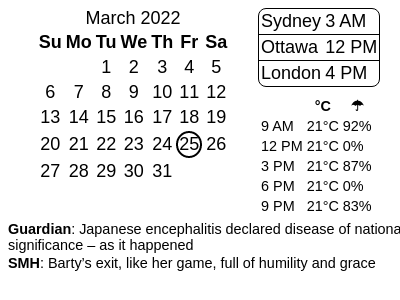 March 2022
Su Mo Tu We Th Fr Sa
1 2 3 4 5
6 7 8 9 10 11 12
13 14 15 16 17 18 19
20 21 22 23 24 25 26
27 28 29 30 31
Sydney 3 AM
Ottawa 12 PM
London 4 PM
°C ☂
9 AM 21°C 92%
12 PM 21°C 0%
3 PM 21°C 87%
6 PM 21°C 0%
9 PM 21°C 83%
Guardian: Japanese encephalitis declared disease of nationa
significance – as it happened
SMH: Barty’s exit, like her game, full of humility and grace